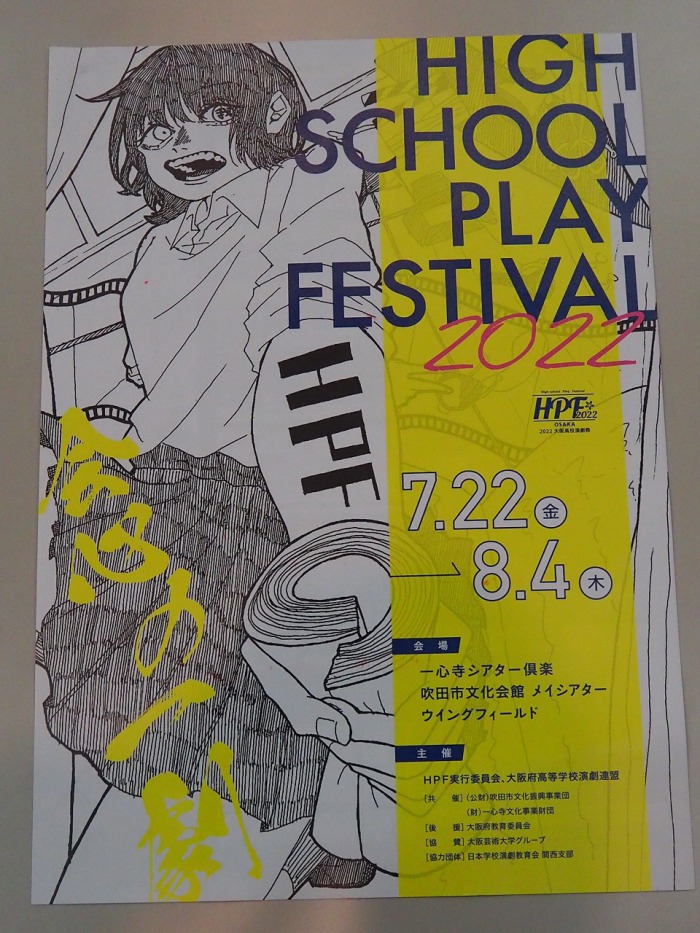 HIGH
SCHOOL
PLAY
FESTIVAL
2022
High school Play Festival
HPF 2022
OSAKA
2022 大阪高校演劇祭
HPF
7.22 金
8.4 木
念の一劇
会場
一心寺シアター倶楽
吹田市文化会館 メイシアター
ウイングフィールド
主催
HPF実行委員会、大阪府高等学校演劇連盟
[共 催] (公財)吹田市文化振興事業団
(財)一心寺文化事業財団
[後 援] 大阪府教育委員会
[協 賛] 大阪芸術大学グループ
[協力団体] 日本学校演劇教育会 関西支部